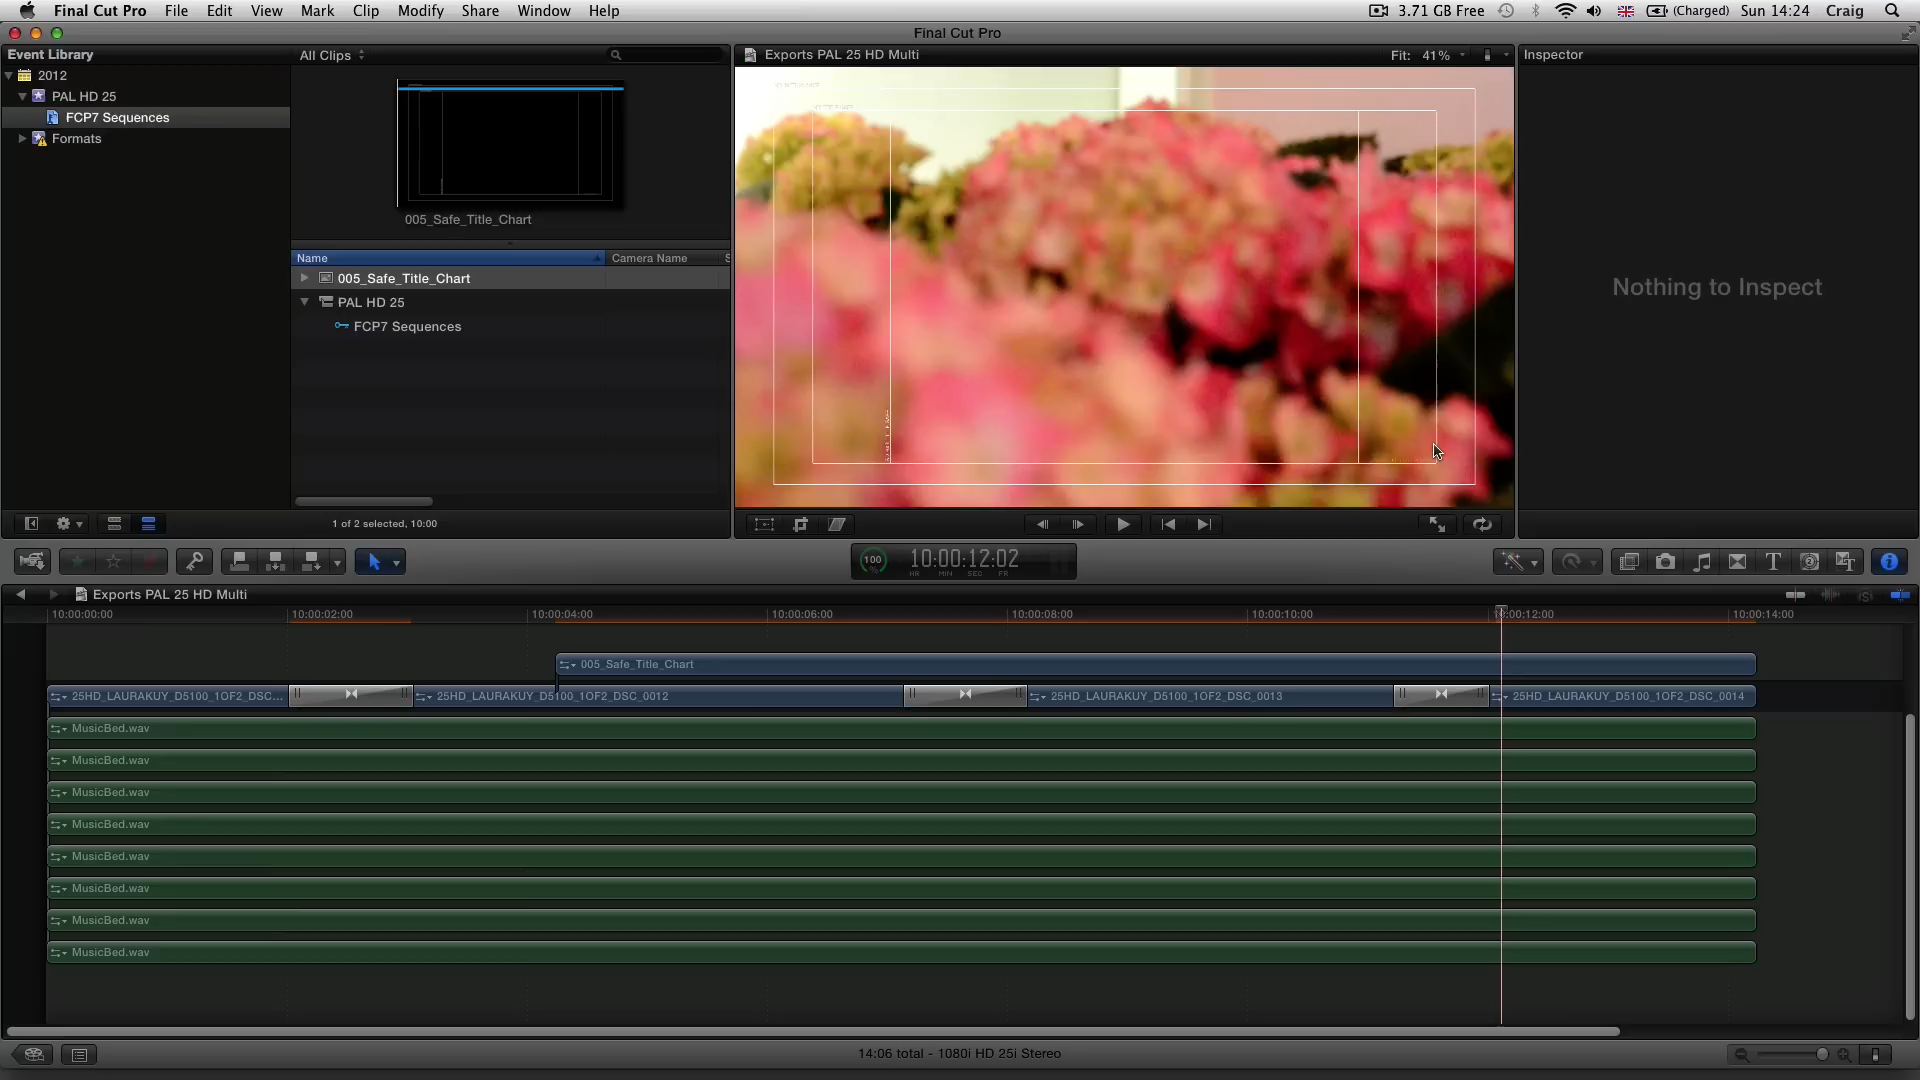 Final Cut Pro File Edit View Mark Clip Modify Share Window Help 3.71 GB Free (Charged) Sun 14:24 Craig
Final Cut Pro
Event Library
2012
PAL HD 25
FCP7 Sequences
Formats
All Clips
005_Safe_Title_Chart
Name Camera Name S
005_Safe_Title_Chart
PAL HD 25
FCP7 Sequences
1 of 2 selected, 10:00
Exports PAL 25 HD Multi Fit: 41%
Inspector
Nothing to Inspect
100 % 10:00:12:02
HR MIN SEC FR
Exports PAL 25 HD Multi
10:00:00:00 10:00:02:00 10:00:04:00 10:00:06:00 10:00:08:00 10:00:10:00 10:00:12:00 10:00:14:00
005_Safe_Title_Chart
25HD_LAURAKUY_D5100_1OF2_DSC... 25HD_LAURAKUY_D5100_1OF2_DSC_0012 25HD_LAURAKUY_D5100_1OF2_DSC_0013 25HD_LAURAKUY_D5100_1OF2_DSC_0014
MusicBed.wav
MusicBed.wav
MusicBed.wav
MusicBed.wav
MusicBed.wav
MusicBed.wav
MusicBed.wav
MusicBed.wav
14:06 total - 1080i HD 25i Stereo